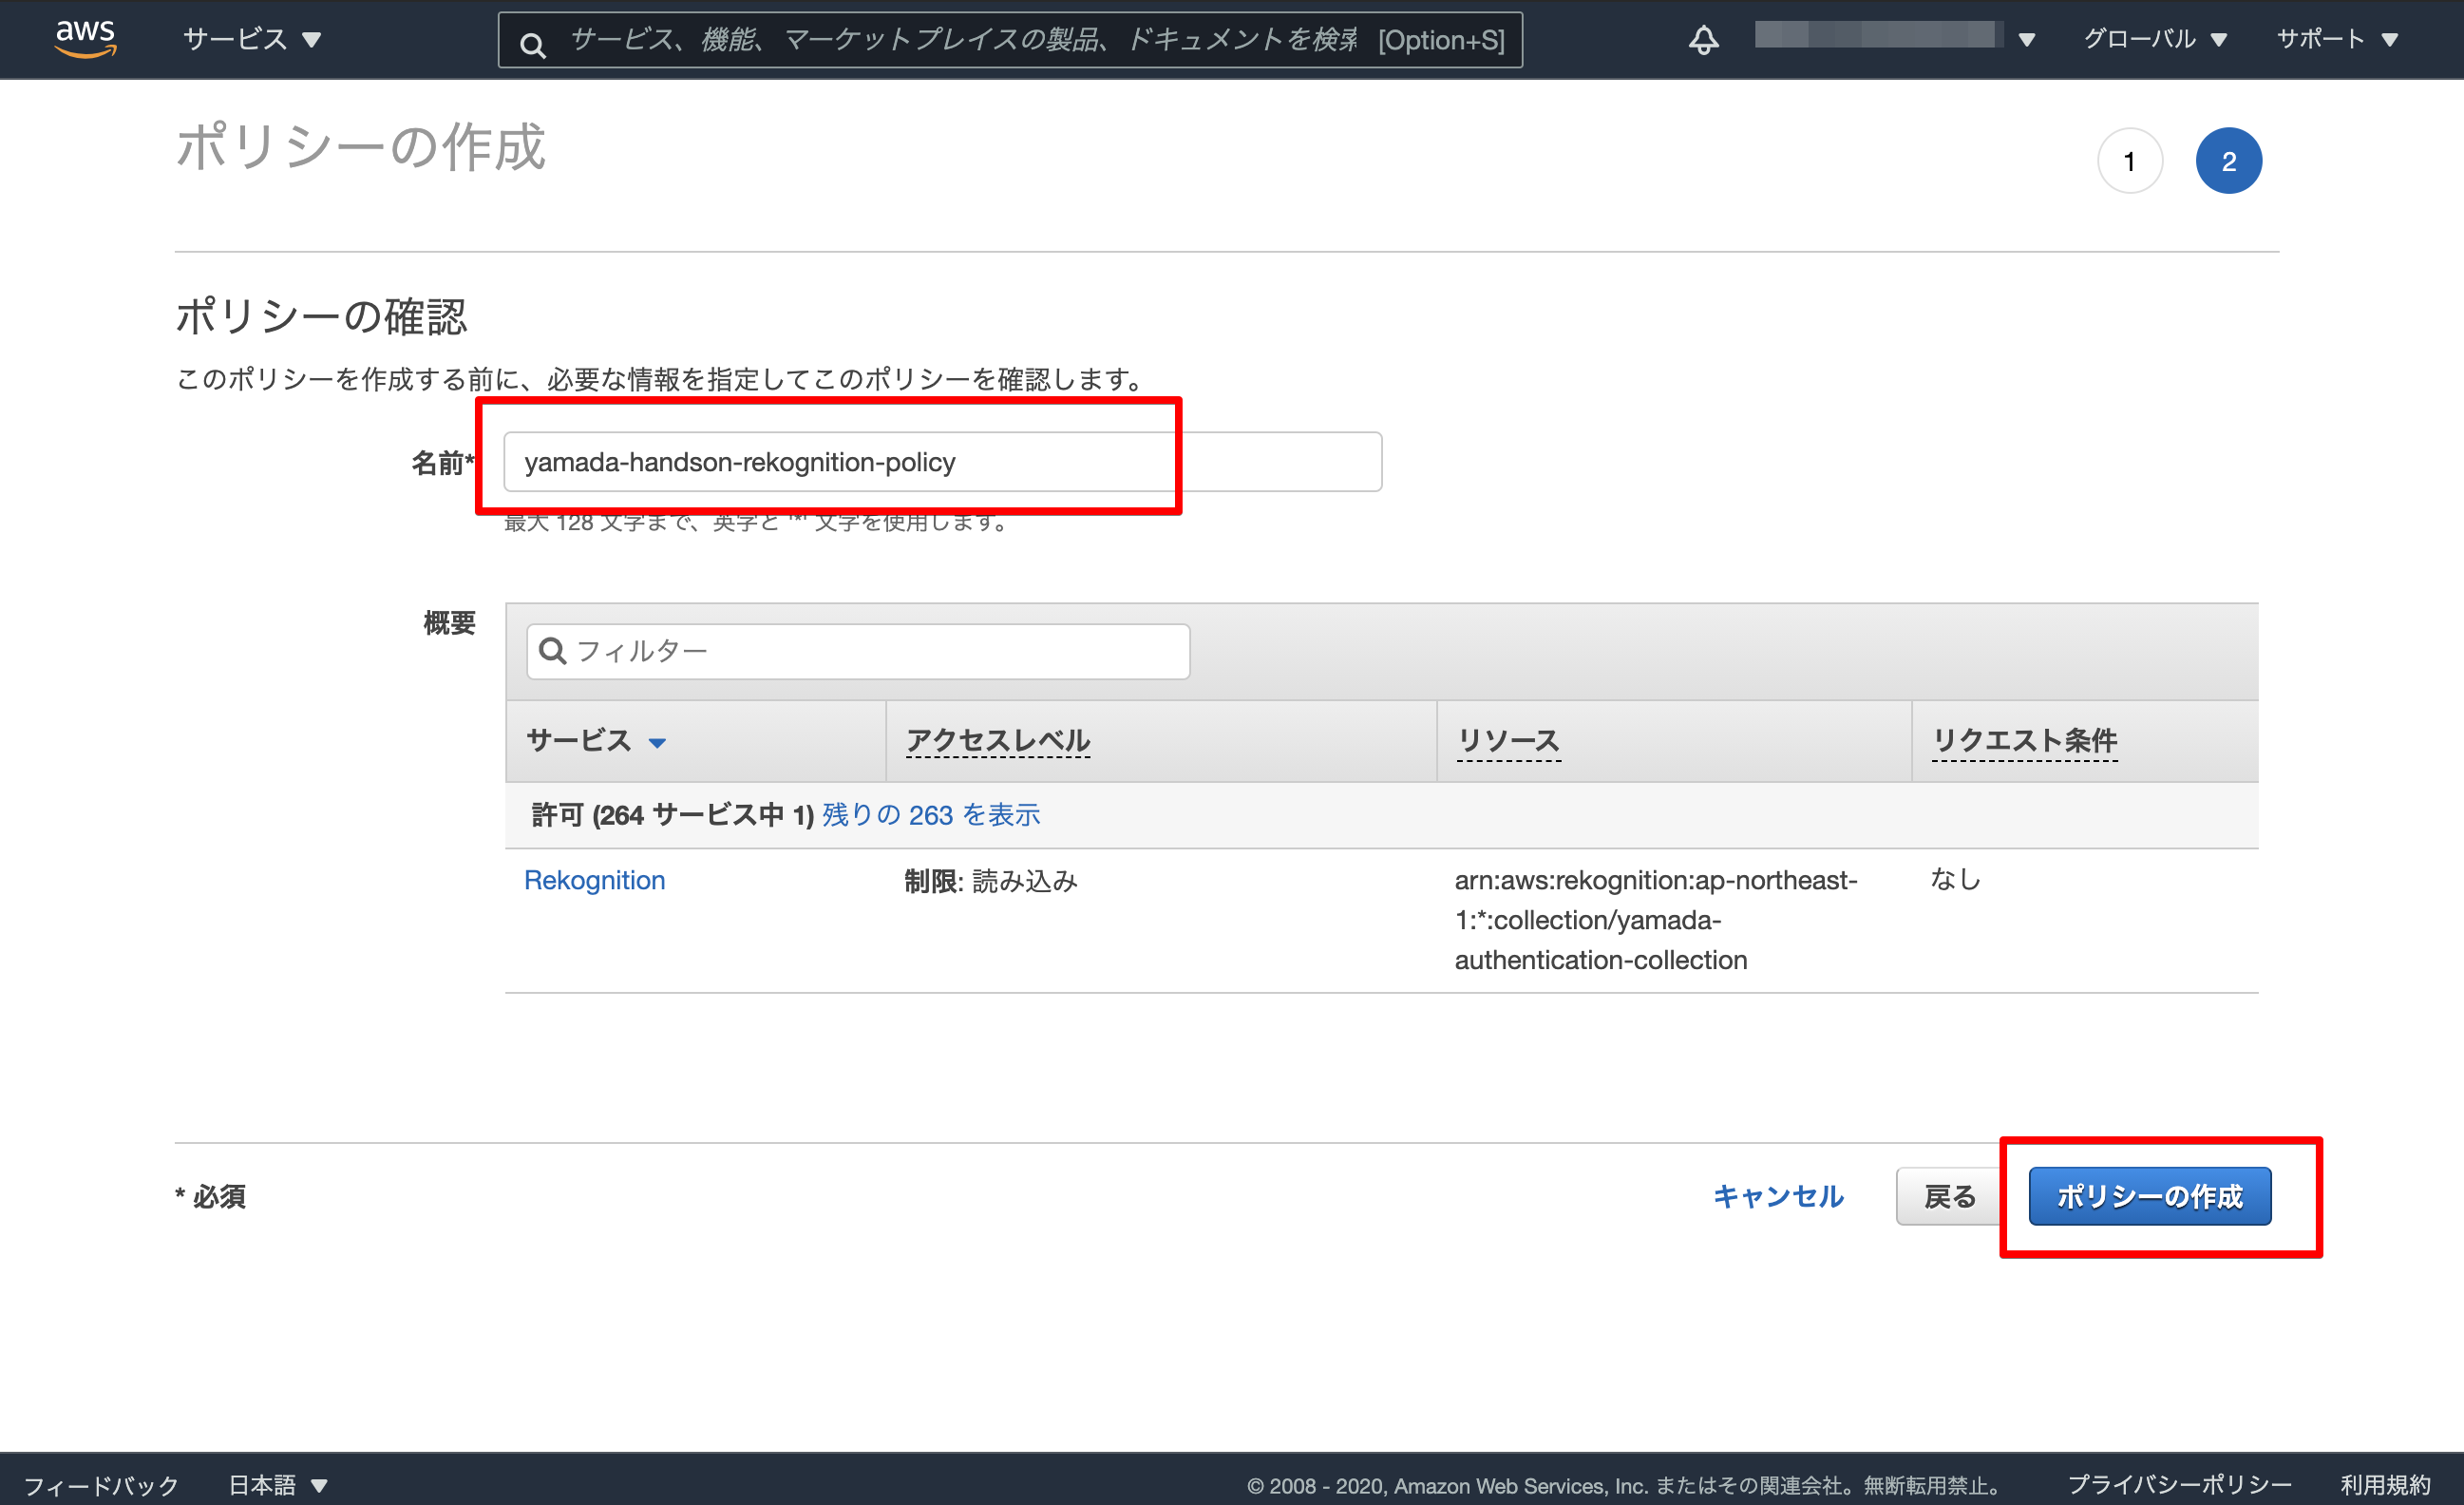 aws
サービス
サービス、機能、マーケットプレイスの製品、ドキュメントを検索 [Option+S]
グローバル
サポート
ポリシーの作成
1
2
ポリシーの確認
このポリシーを作成する前に、必要な情報を指定してこのポリシーを確認します。
名前* yamada-handson-rekognition-policy
最大 128 文字まで、英字と '*' 文字を使用します。
概要
フィルター
サービス アクセスレベル リソース リクエスト条件
許可 (264 サービス中 1) 残りの 263 を表示
Rekognition 制限: 読み込み arn:aws:rekognition:ap-northeast- なし
1:*:collection/yamada-
authentication-collection
* 必須
キャンセル 戻る ポリシーの作成
フィードバック 日本語 © 2008 - 2020, Amazon Web Services, Inc. またはその関連会社。無断転用禁止。 プライバシーポリシー 利用規約